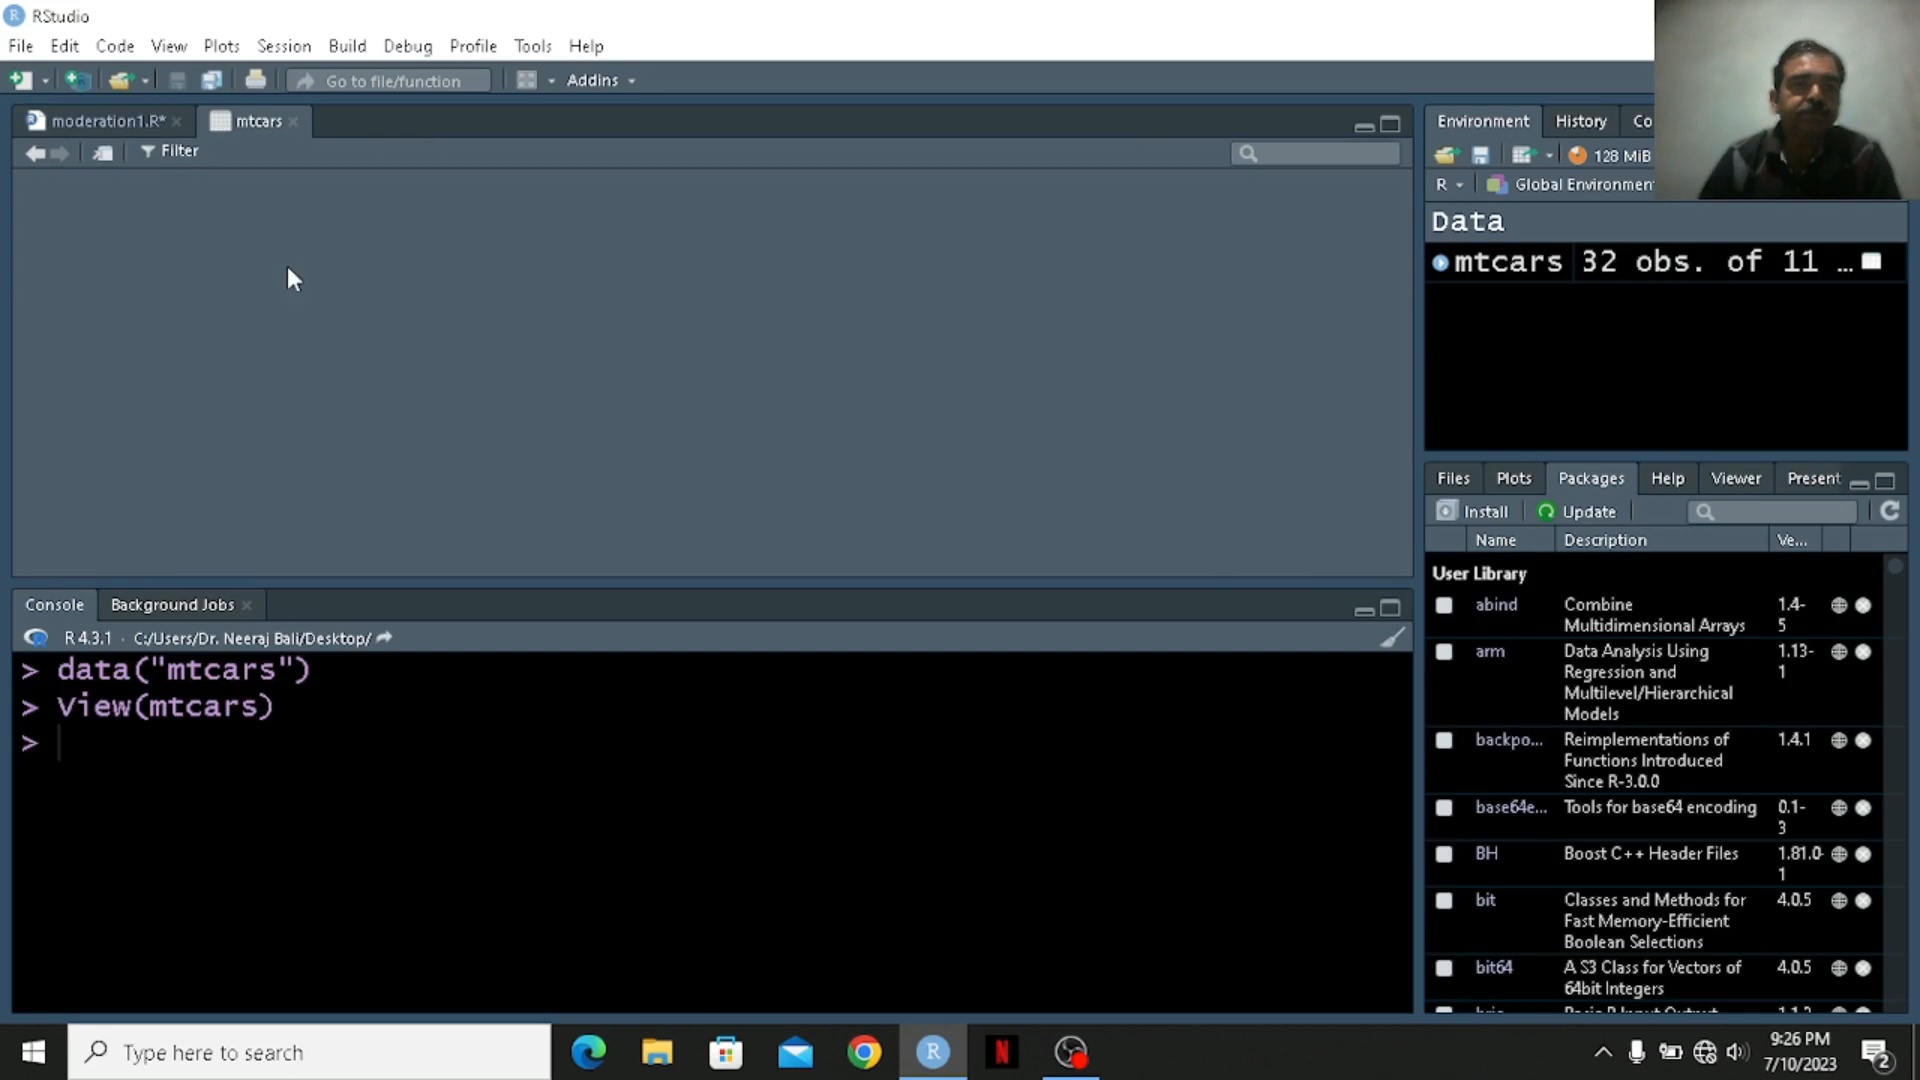 RStudio
File Edit Code View Plots Session Build Debug Profile Tools Help
Go to file/function Addins
moderation1.R* mtcars
Filter
Environment History Co
128 MiB
R Global Environmen
Data
mtcars 32 obs. of 11 …
Files Plots Packages Help Viewer Present
Install Update
Name Description Ve...
User Library
abind Combine Multidimensional Arrays 1.4-5
arm Data Analysis Using Regression and Multilevel/Hierarchical Models 1.13-1
backpo... Reimplementations of Functions Introduced Since R-3.0.0 1.4.1
base64e... Tools for base64 encoding 0.1-3
BH Boost C++ Header Files 1.81.0-1
bit Classes and Methods for Fast Memory-Efficient Boolean Selections 4.0.5
bit64 A S3 Class for Vectors of 64bit Integers 4.0.5
Console Background Jobs
R 4.3.1 · C:/Users/Dr. Neeraj Bali/Desktop/
> data("mtcars")
> View(mtcars)
>
Type here to search
R
N
9:26 PM
7/10/2023
2